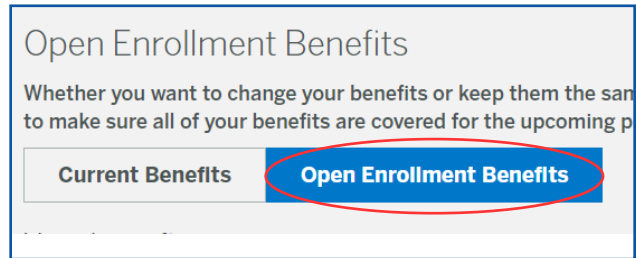 Open Enrollment Benefits
Whether you want to change your benefits or keep them the
to make sure all of your benefits are covered for the upcoming
Current Benefits Open Enrollment Benefits